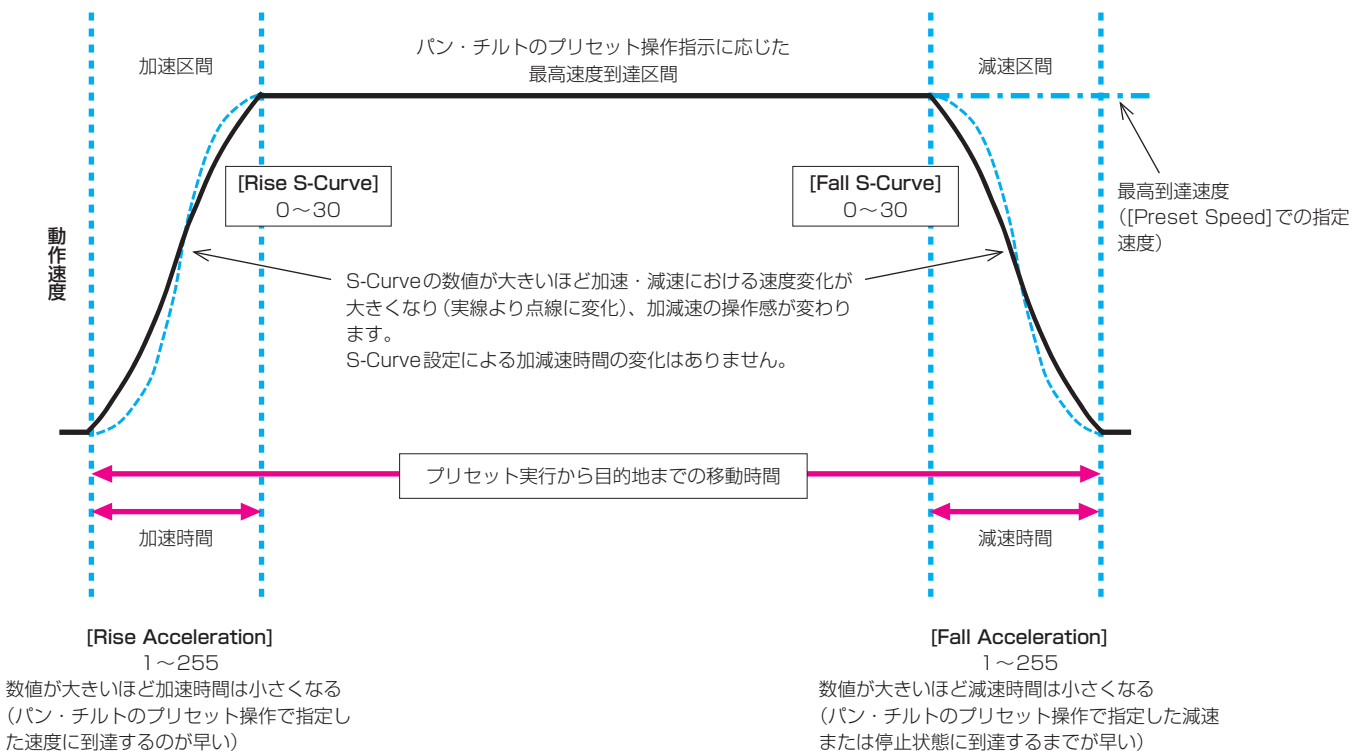 加速区間
パン・チルトのプリセット操作指示に応じた
最高速度到達区間
減速区間
[Rise S-Curve]
0～30
[Fall S-Curve]
0～30
最高到達速度
（[Preset Speed]での指定
速度）
動作速度
S-Curveの数値が大きいほど加速・減速における速度変化が
大きくなり（実線より点線に変化）、加減速の操作感が変わり
ます。
S-Curve設定による加減速時間の変化はありません。
プリセット実行から目的地までの移動時間
加速時間
減速時間
[Rise Acceleration]
1～255
数値が大きいほど加速時間は小さくなる
（パン・チルトのプリセット操作で指定し
た速度に到達するのが早い）
[Fall Acceleration]
1～255
数値が大きいほど減速時間は小さくなる
（パン・チルトのプリセット操作で指定した減速
または停止状態に到達するまでが早い）